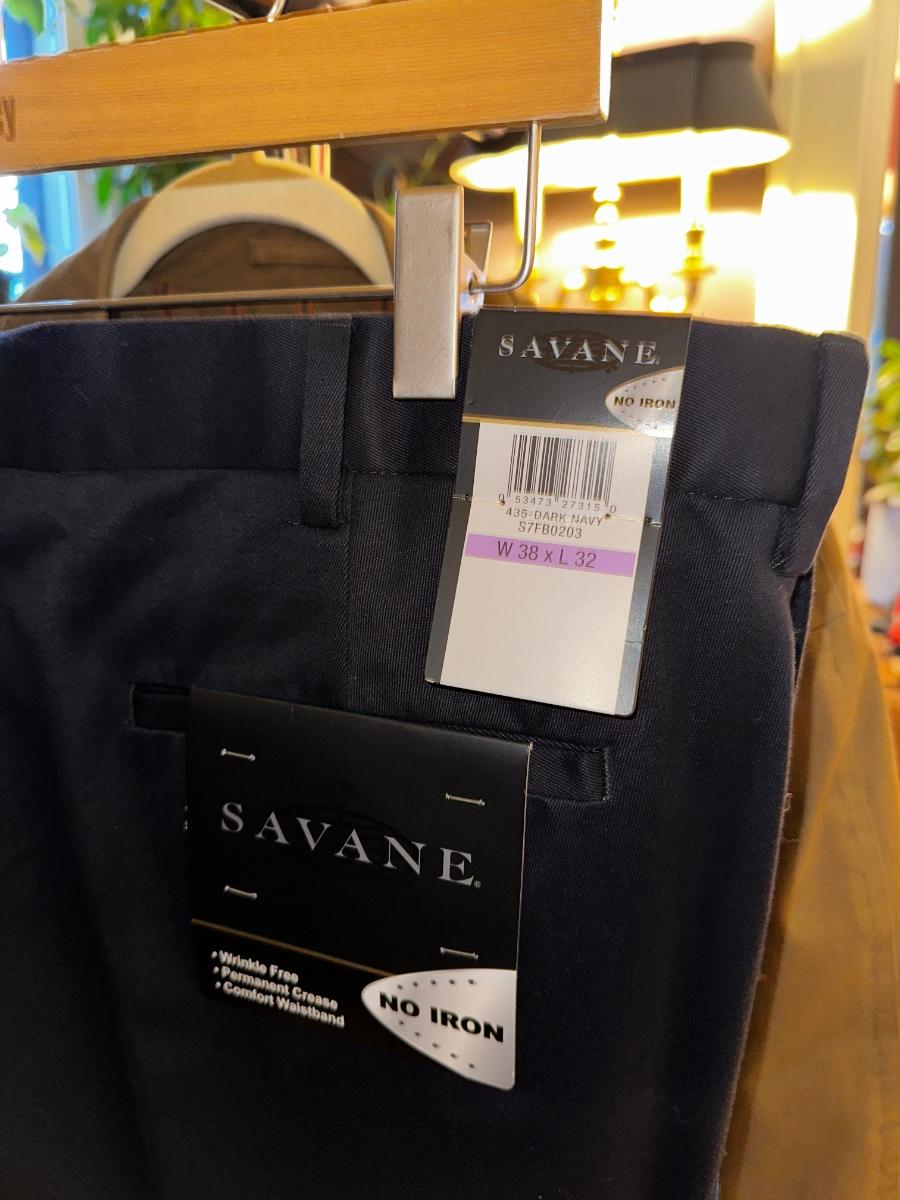 SAVANE
NO IRON
0 53473 27315 0
435-DARK NAVY
S7FB0203
W 38 x L 32
SAVANE®
• Wrinkle Free
• Permanent Crease
• Comfort Waistband
NO IRON